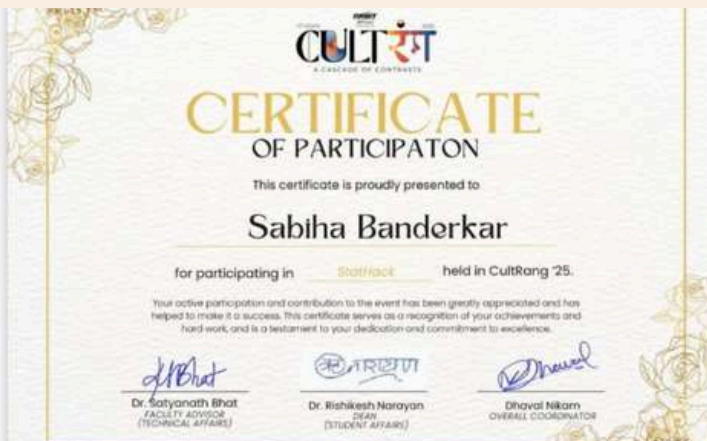 CULT रंग
A CASCADE OF CONTRASTS
CERTIFICATE
OF PARTICIPATON
This certificate is proudly presented to
Sabiha Banderkar
for participating in StatHack held in CultRang '25.
Your active participation and contribution to the event has been greatly appreciated and has
helped to make it a success. This certificate serves as a recognition of your achievements and
hard work, and is a testament to your dedication and commitment to excellence.
Dr. Satyanath Bhat
FACULTY ADVISOR
(TECHNICAL AFFAIRS)
Dr. Rishikesh Narayan
DEAN
(STUDENT AFFAIRS)
Dhaval Nikam
OVERALL COORDINATOR